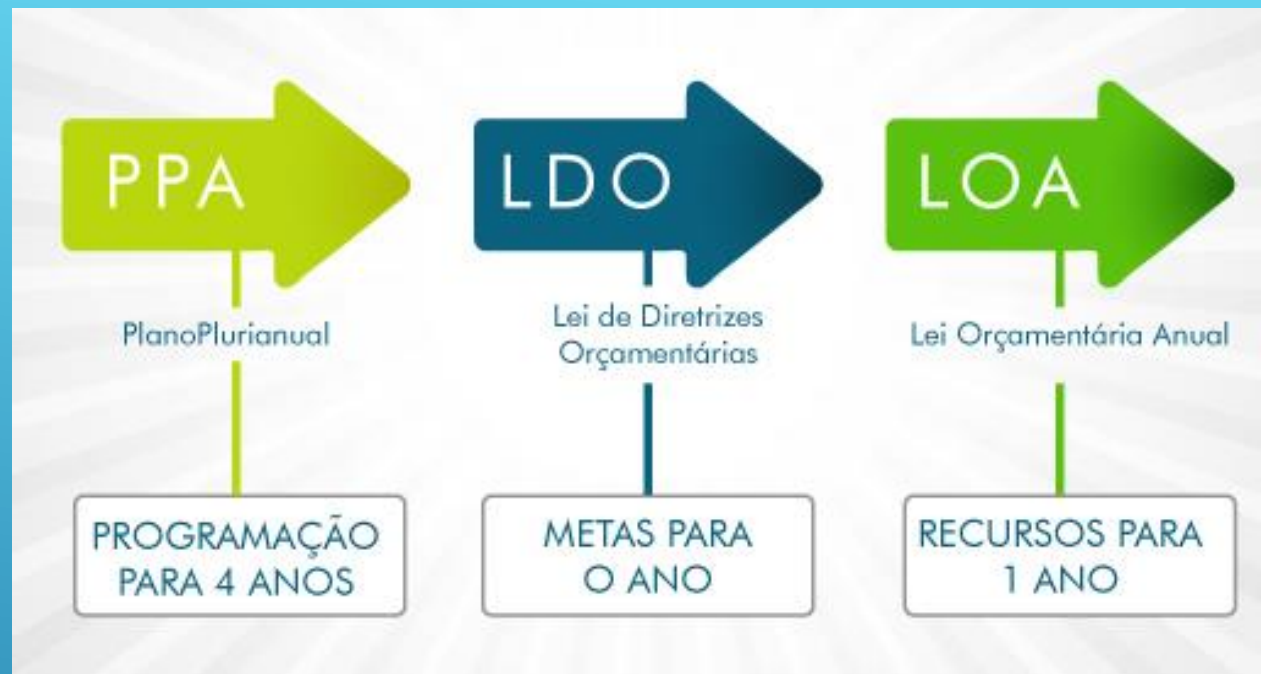 PPA
PlanoPlurianual
PROGRAMAÇÃO
PARA 4 ANOS
LDO
Lei de Diretrizes
Orçamentárias
METAS PARA
O ANO
LOA
Lei Orçamentária Anual
RECURSOS PARA
1 ANO